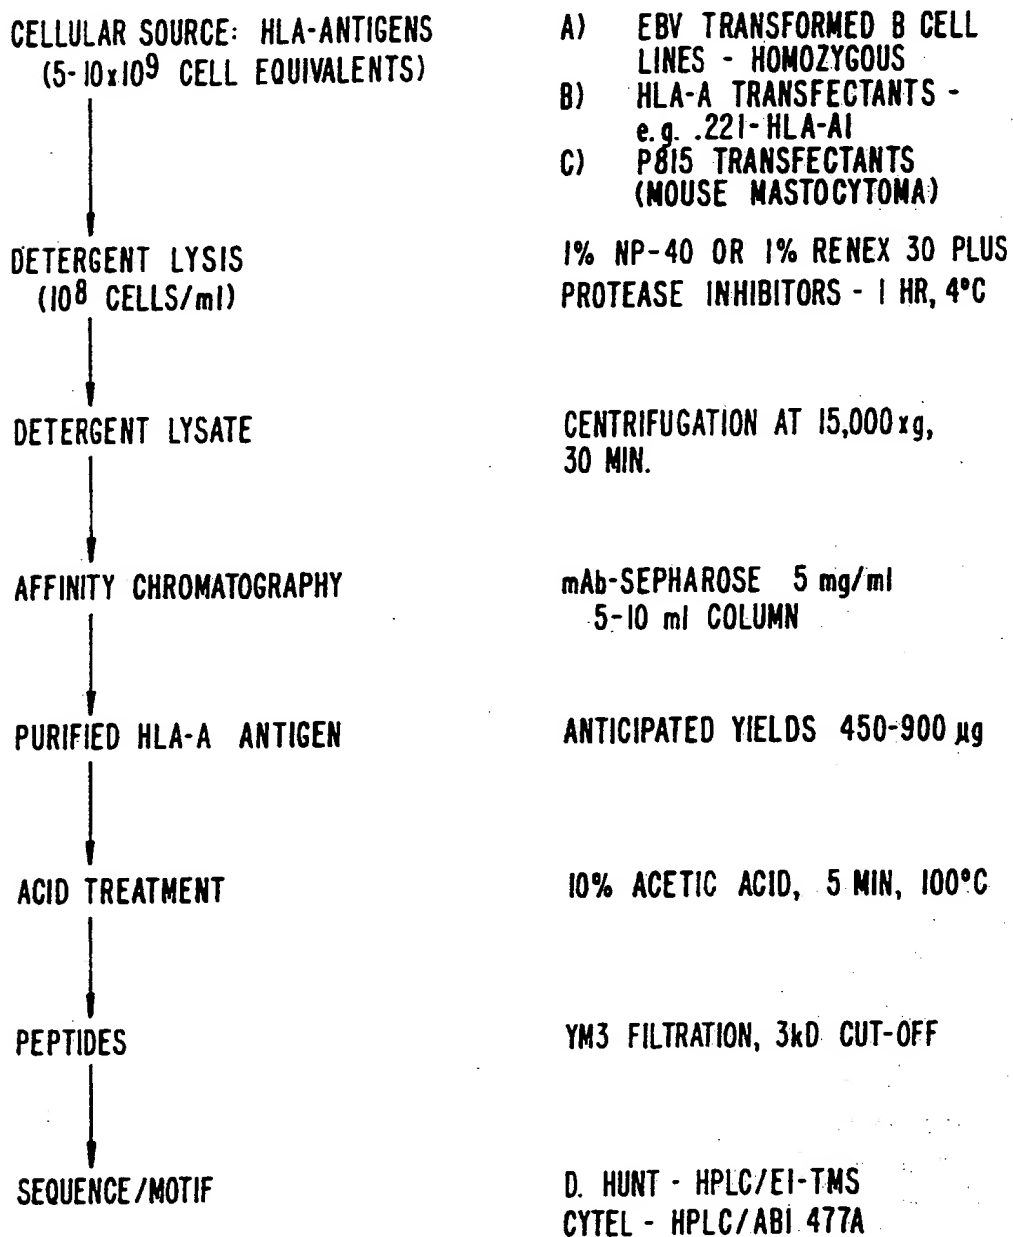 CELLULAR SOURCE: HLA-ANTIGENS
(5-10x10⁹ CELL EQUIVALENTS)
A) EBV TRANSFORMED B CELL
LINES - HOMOZYGOUS
B) HLA-A TRANSFECTANTS -
e.g. .221-HLA-A1
C) P815 TRANSFECTANTS
(MOUSE MASTOCYTOMA)
DETERGENT LYSIS
(10⁸ CELLS/ml)
1% NP-40 OR 1% RENEX 30 PLUS
PROTEASE INHIBITORS - 1 HR, 4°C
DETERGENT LYSATE
CENTRIFUGATION AT 15,000xg,
30 MIN.
AFFINITY CHROMATOGRAPHY
mAb-SEPHAROSE 5 mg/ml
5-10 ml COLUMN
PURIFIED HLA-A ANTIGEN
ANTICIPATED YIELDS 450-900 µg
ACID TREATMENT
10% ACETIC ACID, 5 MIN, 100°C
PEPTIDES
YM3 FILTRATION, 3kD CUT-OFF
SEQUENCE/MOTIF
D. HUNT - HPLC/EI-TMS
CYTEL - HPLC/ABI 477A